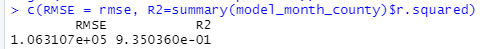 > c(RMSE = rmse, R2=summary(model_month_county)$r.squared)
RMSE R2
1.063107e+05 9.350360e-01